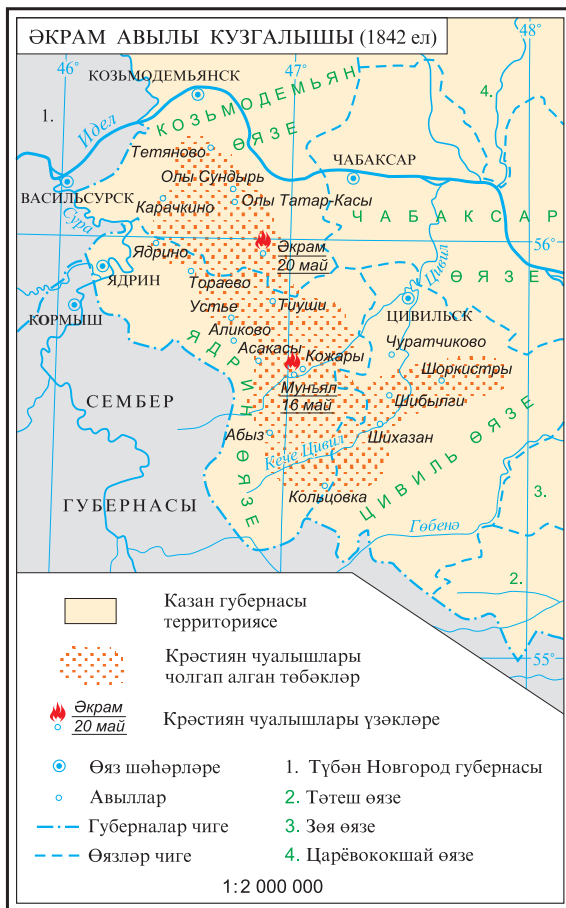 ӘКРАМ АВЫЛЫ КУЗГАЛЫШЫ (1842 ел)
48°
46°
47°
КОЗЬМОДЕМЬЯНСК
4.
1.
Идел
КОЗЬМОДЕМЬЯН
ӨЯЗЕ
Тетяново
ЧАБАКСАР
Олы Сундырь
ВАСИЛЬСУРСК
Карачкино
Олы Татар-Касы
Сура
ЧАБАКСАР
ӨЯЗЕ
56°
Ядрино
Әкрам
20 май
Цивил
ЯДРИН
Тораево
Устье
Тиуши
ЦИВИЛЬСК
КОРМЫШ
Аликово
Чуратчиково
Асакасы
Кожары
Шоркистры
ЯДРИН
ӨЯЗЕ
Муньял
16 май
Шибылги
СЕМБЕР
Абыз
Шихазан
Кече Цивил
ЦИВИЛЬ ӨЯЗЕ
Кольцовка
3.
ГУБЕРНАСЫ
Гөбенә
2.
55°
Казан губернасы
территориясе
Крәстиян чуалышлары
чолгап алган төбәкләр
Әкрам
20 май
Крәстиян чуалышлары үзәкләре
Өяз шәһәрләре
Авыллар
Губерналар чиге
Өязләр чиге
1. Түбән Новгород губернасы
2. Тәтеш өязе
3. Зөя өязе
4. Царёвококшай өязе
1:2 000 000